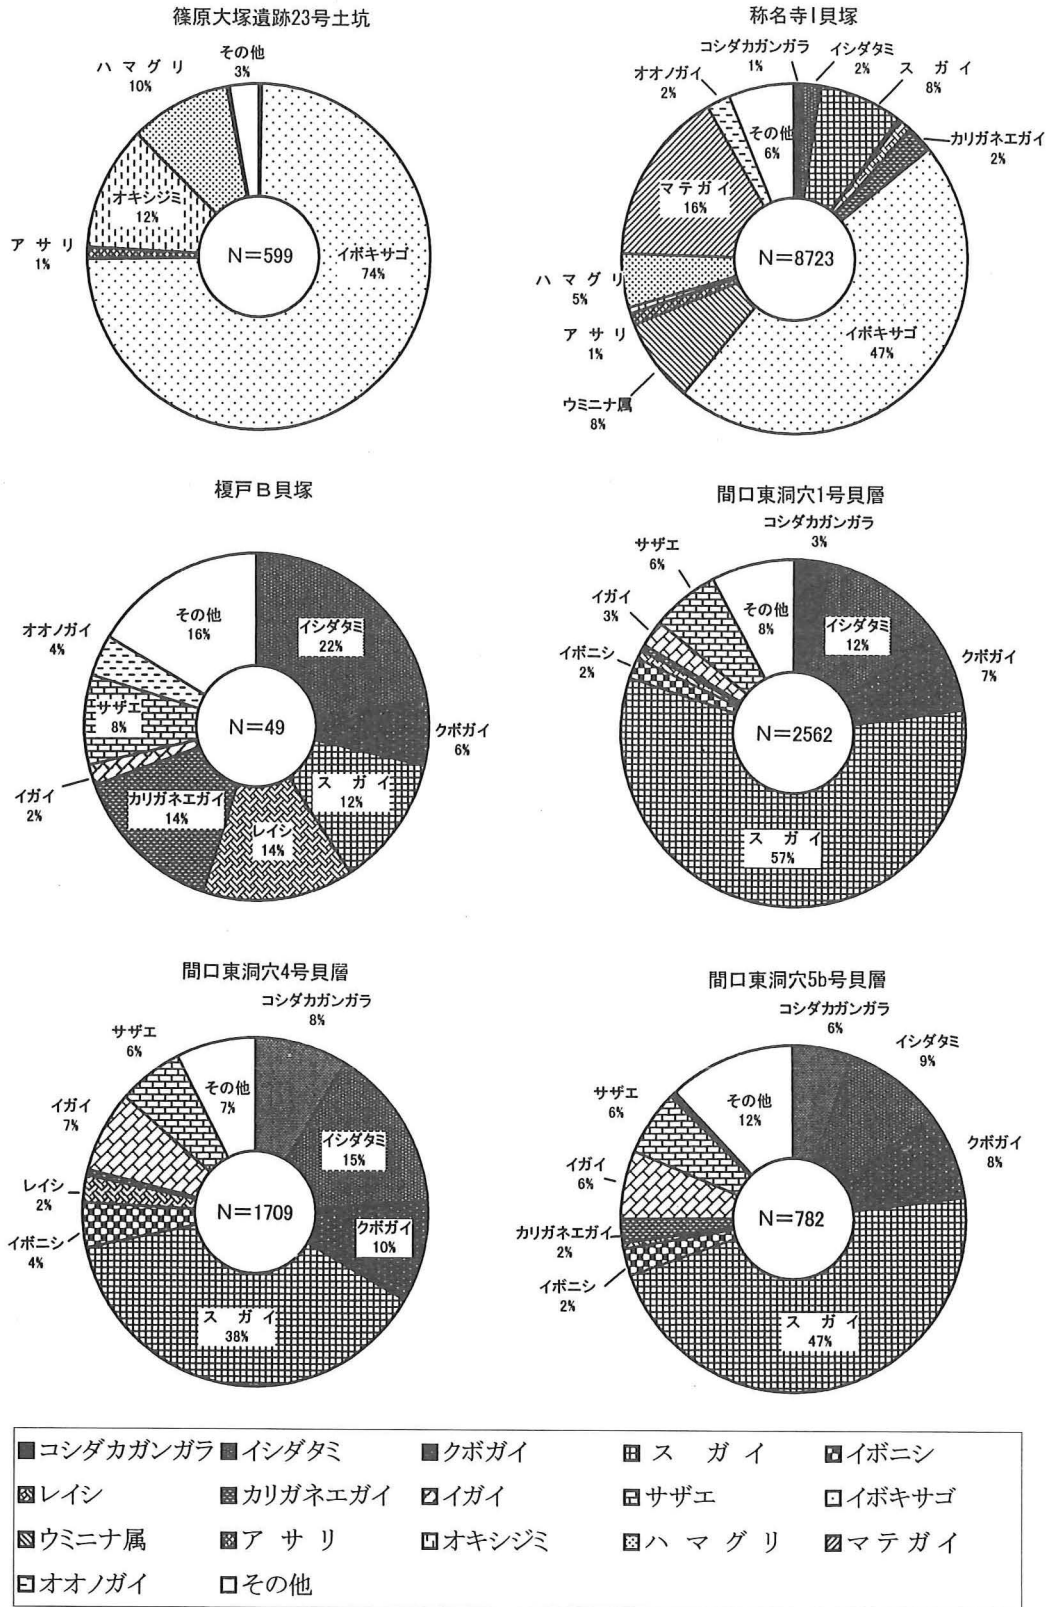 篠原大塚遺跡23号土坑
その他
3%
ハ マ グ リ
10%
オキシジミ
12%
ア サ リ
1%
N=599
イボキサゴ
74%
称名寺Ⅰ貝塚
コシダカガンガラ
1%
イシダタミ
2%
ス ガ イ
8%
カリガネエガイ
2%
オオノガイ
2%
その他
6%
マテガイ
16%
N=8723
ハ マ グ リ
5%
ア サ リ
1%
イボキサゴ
47%
ウミニナ属
8%
榎戸B貝塚
その他
16%
イシダタミ
22%
オオノガイ
4%
サザエ
8%
N=49
クボガイ
6%
イガイ
2%
カリガネエガイ
14%
レイシ
14%
ス ガ イ
12%
間口東洞穴1号貝層
コシダカガンガラ
3%
サザエ
6%
その他
8%
イシダタミ
12%
イガイ
3%
クボガイ
7%
イボニシ
2%
N=2562
ス ガ イ
57%
間口東洞穴4号貝層
コシダカガンガラ
8%
サザエ
6%
その他
7%
イガイ
7%
イシダタミ
15%
レイシ
2%
N=1709
クボガイ
10%
イボニシ
4%
ス ガ イ
38%
間口東洞穴5b号貝層
コシダカガンガラ
6%
イシダタミ
9%
サザエ
6%
その他
12%
クボガイ
8%
イガイ
6%
カリガネエガイ
2%
N=782
イボニシ
2%
ス ガ イ
47%
コシダカガンガラ イシダタミ クボガイ ス ガ イ イボニシ
レイシ カリガネエガイ イガイ サザエ イボキサゴ
ウミニナ属 ア サ リ オキシジミ ハ マ グ リ マ テ ガ イ
オオノガイ その他